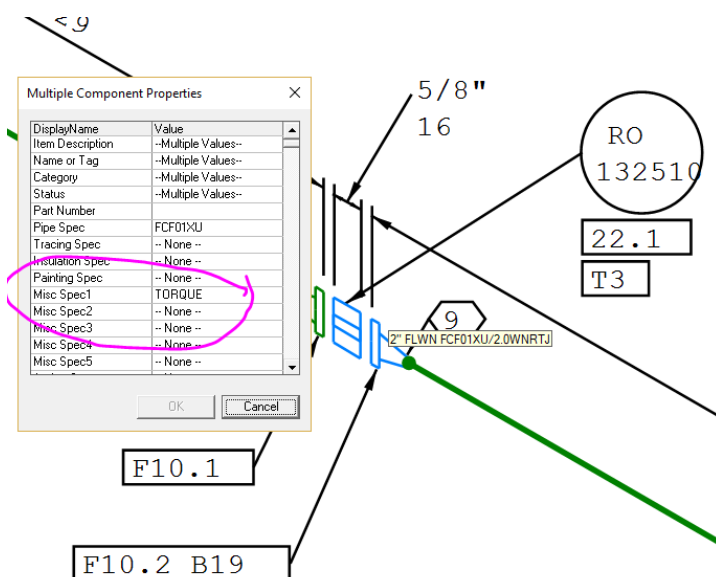 <9
Multiple Component Properties
DisplayName Value
Item Description --Multiple Values--
Name or Tag --Multiple Values--
Category --Multiple Values--
Status --Multiple Values--
Part Number
Pipe Spec FCF01XU
Tracing Spec -- None --
Insulation Spec -- None --
Painting Spec -- None --
Misc Spec1 TORQUE
Misc Spec2 -- None --
Misc Spec3 -- None --
Misc Spec4 -- None --
Misc Spec5 -- None --
OK Cancel
5/8"
16
RO
132510
22.1
T3
9
2" FLWN FCF01XU/2.0WNRTJ
F10.1
F10.2 B19